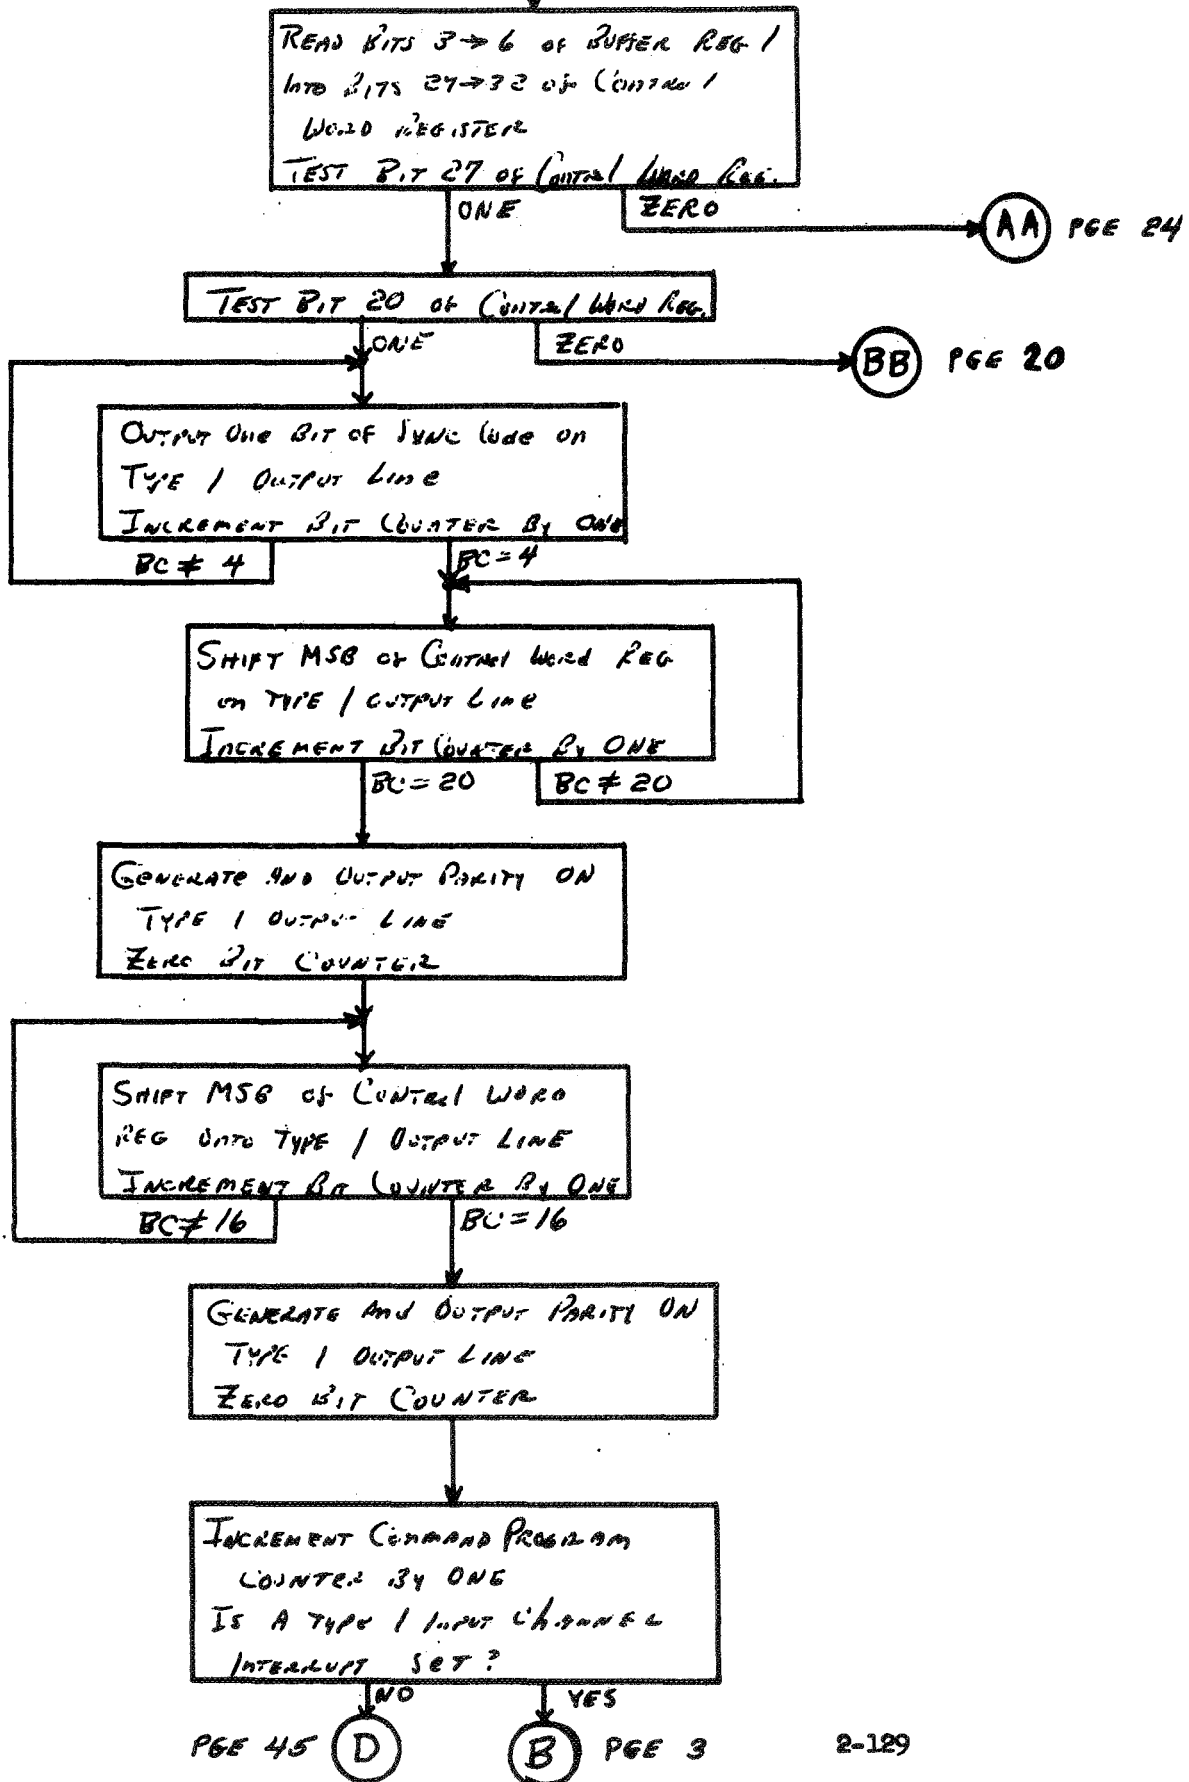 READ BITS 3→6 OF BUFFER REG 1
INTO BITS 27→32 OF CONTROL
WORD REGISTER
TEST BIT 27 OF CONTROL WORD REG.
ONE
ZERO
AA PGE 24
TEST BIT 20 OF CONTROL WORD REG.
ONE
ZERO
BB PGE 20
OUTPUT ONE BIT OF SYNC CODE ON
TYPE 1 OUTPUT LINE
INCREMENT BIT COUNTER BY ONE
BC ≠ 4
BC = 4
SHIFT MSB OF CONTROL WORD REG
ON TYPE 1 OUTPUT LINE
INCREMENT BIT COUNTER BY ONE
BC = 20
BC ≠ 20
GENERATE AND OUTPUT PARITY ON
TYPE 1 OUTPUT LINE
ZERO BIT COUNTER
SHIFT MSB OF CONTROL WORD
REG ONTO TYPE 1 OUTPUT LINE
INCREMENT BIT COUNTER BY ONE
BC ≠ 16
BC = 16
GENERATE AND OUTPUT PARITY ON
TYPE 1 OUTPUT LINE
ZERO BIT COUNTER
INCREMENT COMMAND PROGRAM
COUNTER BY ONE
IS A TYPE 1 INPUT CHANNEL
INTERRUPT SET?
NO
YES
PGE 45 D
B PGE 3
2-129